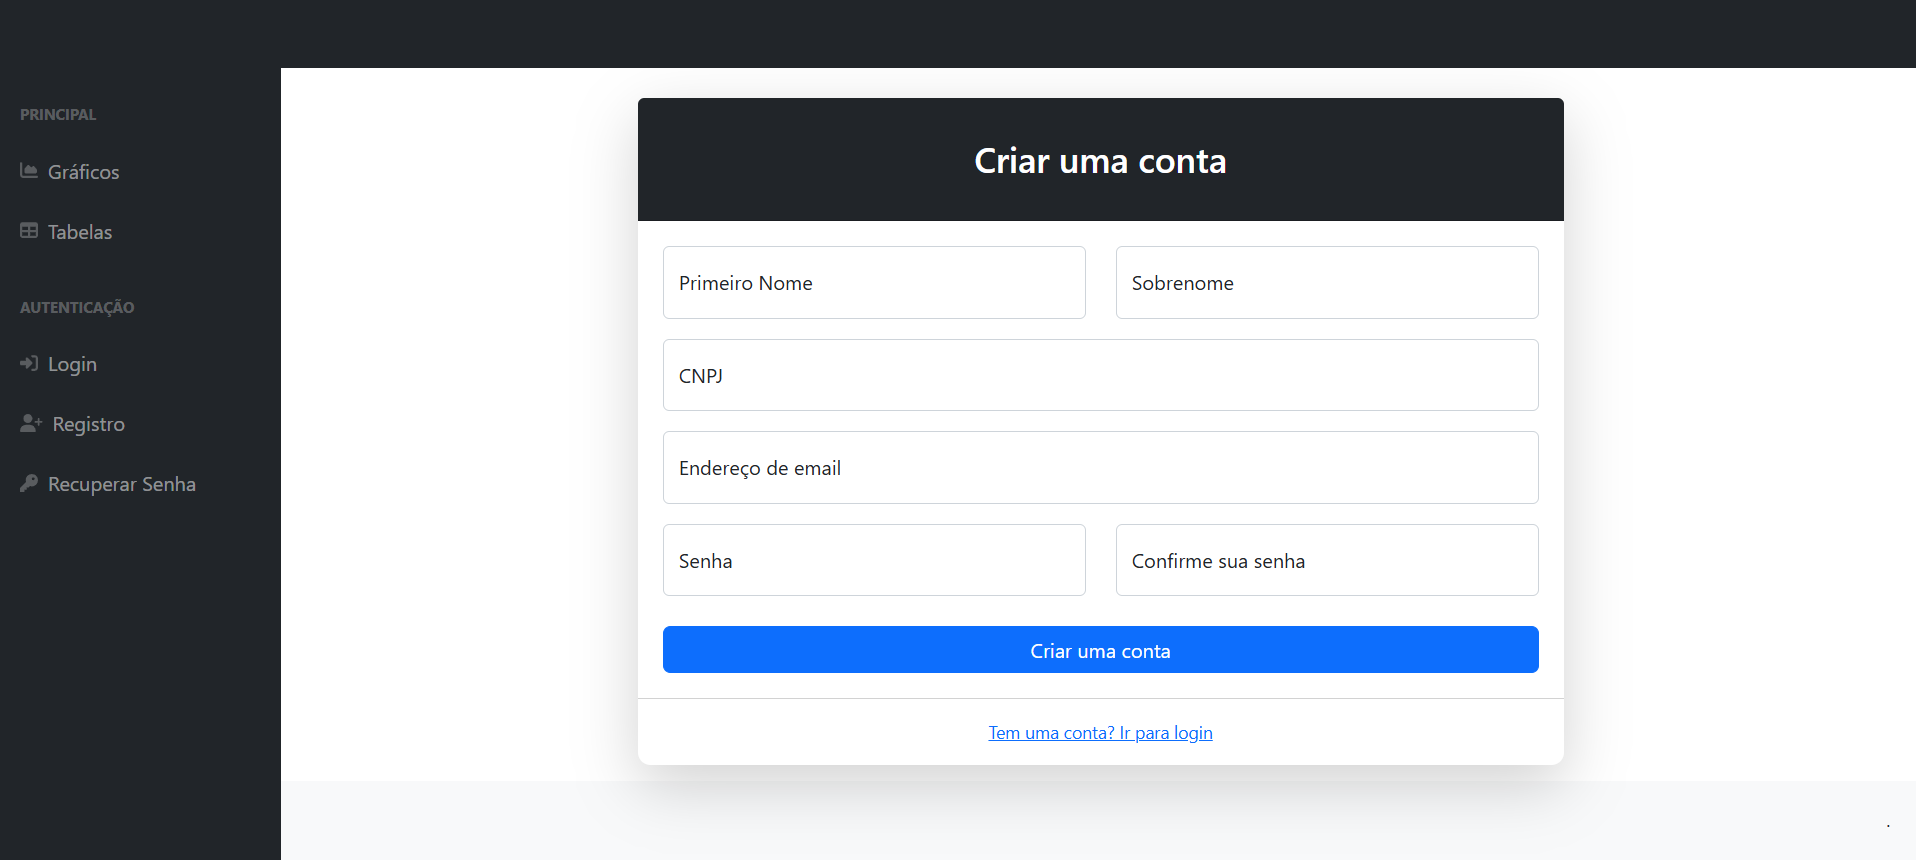 PRINCIPAL
Gráficos
Tabelas
AUTENTICAÇÃO
Login
Registro
Recuperar Senha
Criar uma conta
Primeiro Nome
Sobrenome
CNPJ
Endereço de email
Senha
Confirme sua senha
Criar uma conta
Tem uma conta? Ir para login
.